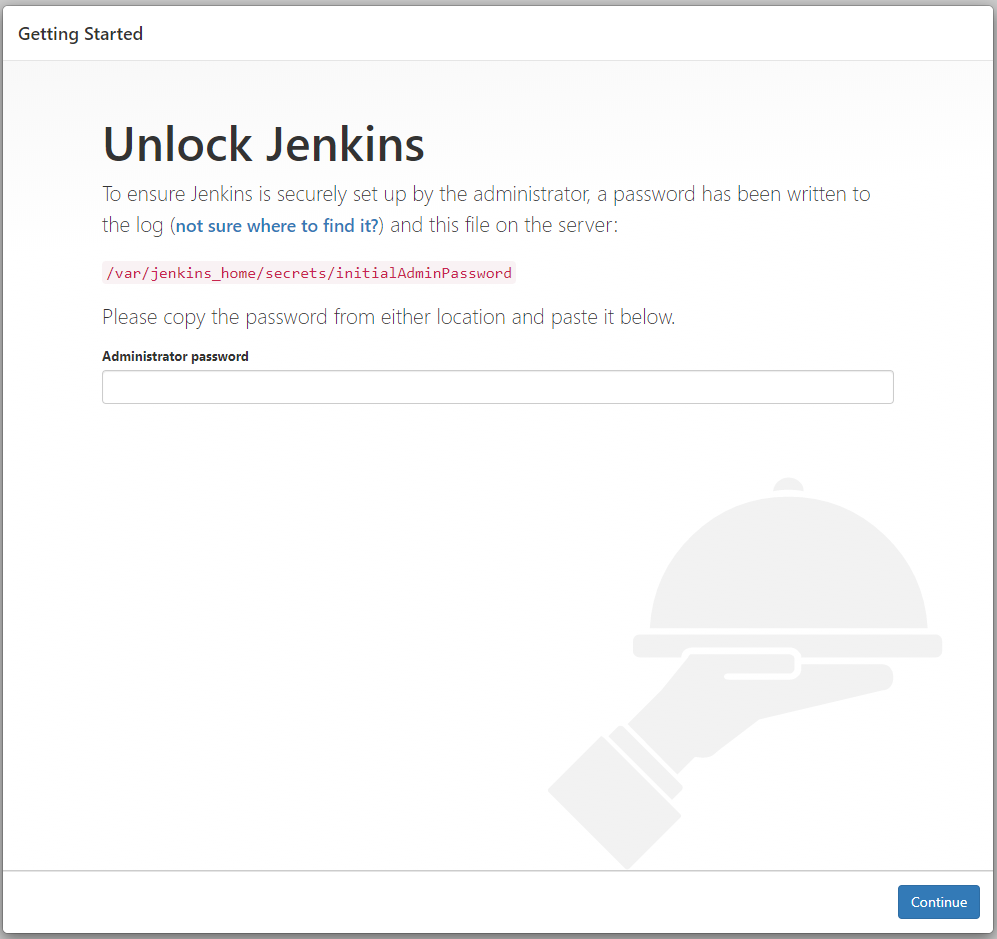 Getting Started
Unlock Jenkins
To ensure Jenkins is securely set up by the administrator, a password has been written to
the log (not sure where to find it?) and this file on the server:
/var/jenkins_home/secrets/initialAdminPassword
Please copy the password from either location and paste it below.
Administrator password
Continue